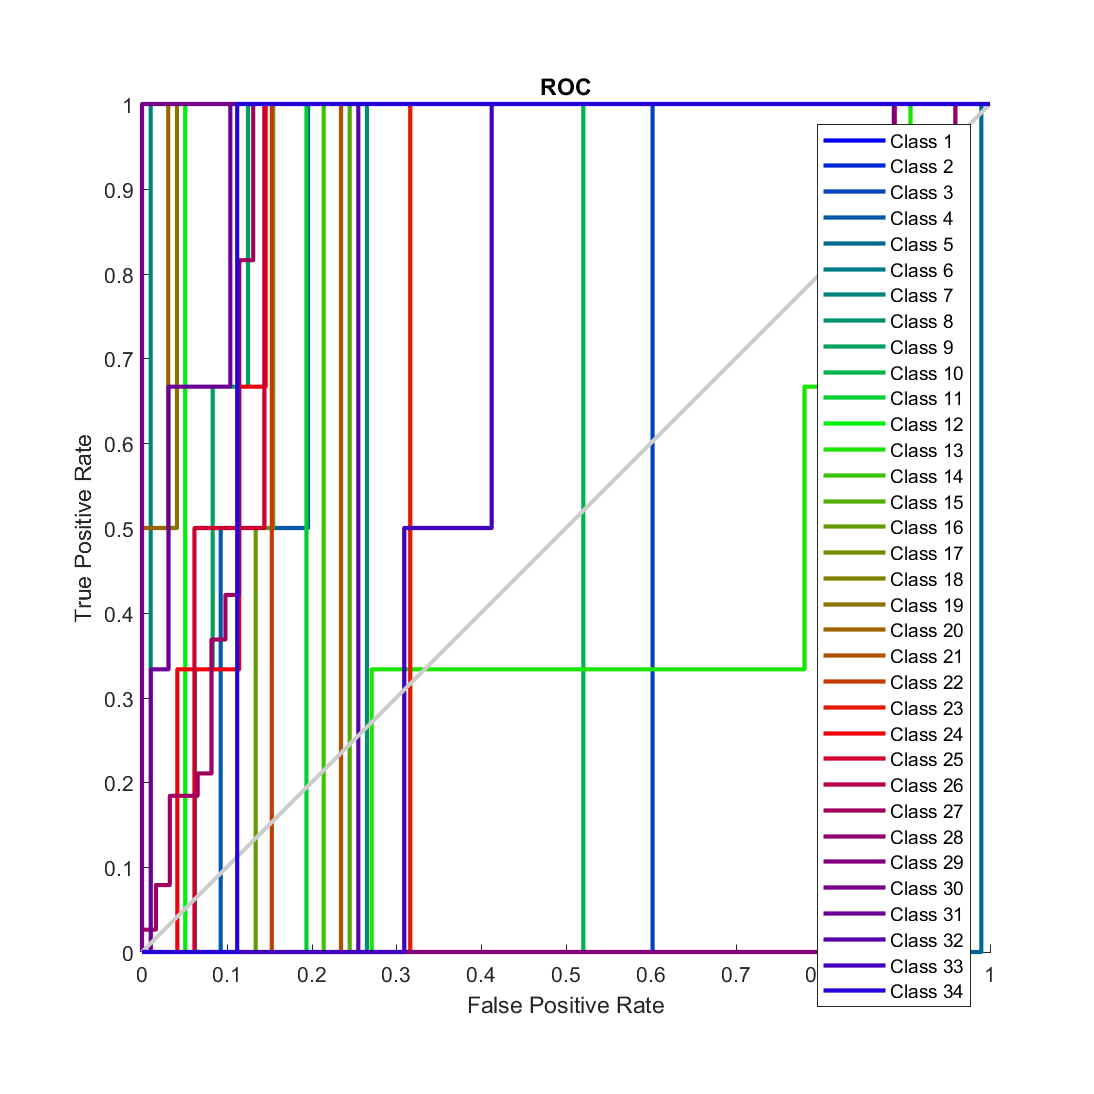 ROC
1
0.9
0.8
0.7
0.6
0.5
0.4
0.3
0.2
0.1
0
True Positive Rate
0 0.1 0.2 0.3 0.4 0.5 0.6 0.7 1
False Positive Rate
Class 1
Class 2
Class 3
Class 4
Class 5
Class 6
Class 7
Class 8
Class 9
Class 10
Class 11
Class 12
Class 13
Class 14
Class 15
Class 16
Class 17
Class 18
Class 19
Class 20
Class 21
Class 22
Class 23
Class 24
Class 25
Class 26
Class 27
Class 28
Class 29
Class 30
Class 31
Class 32
Class 33
Class 34